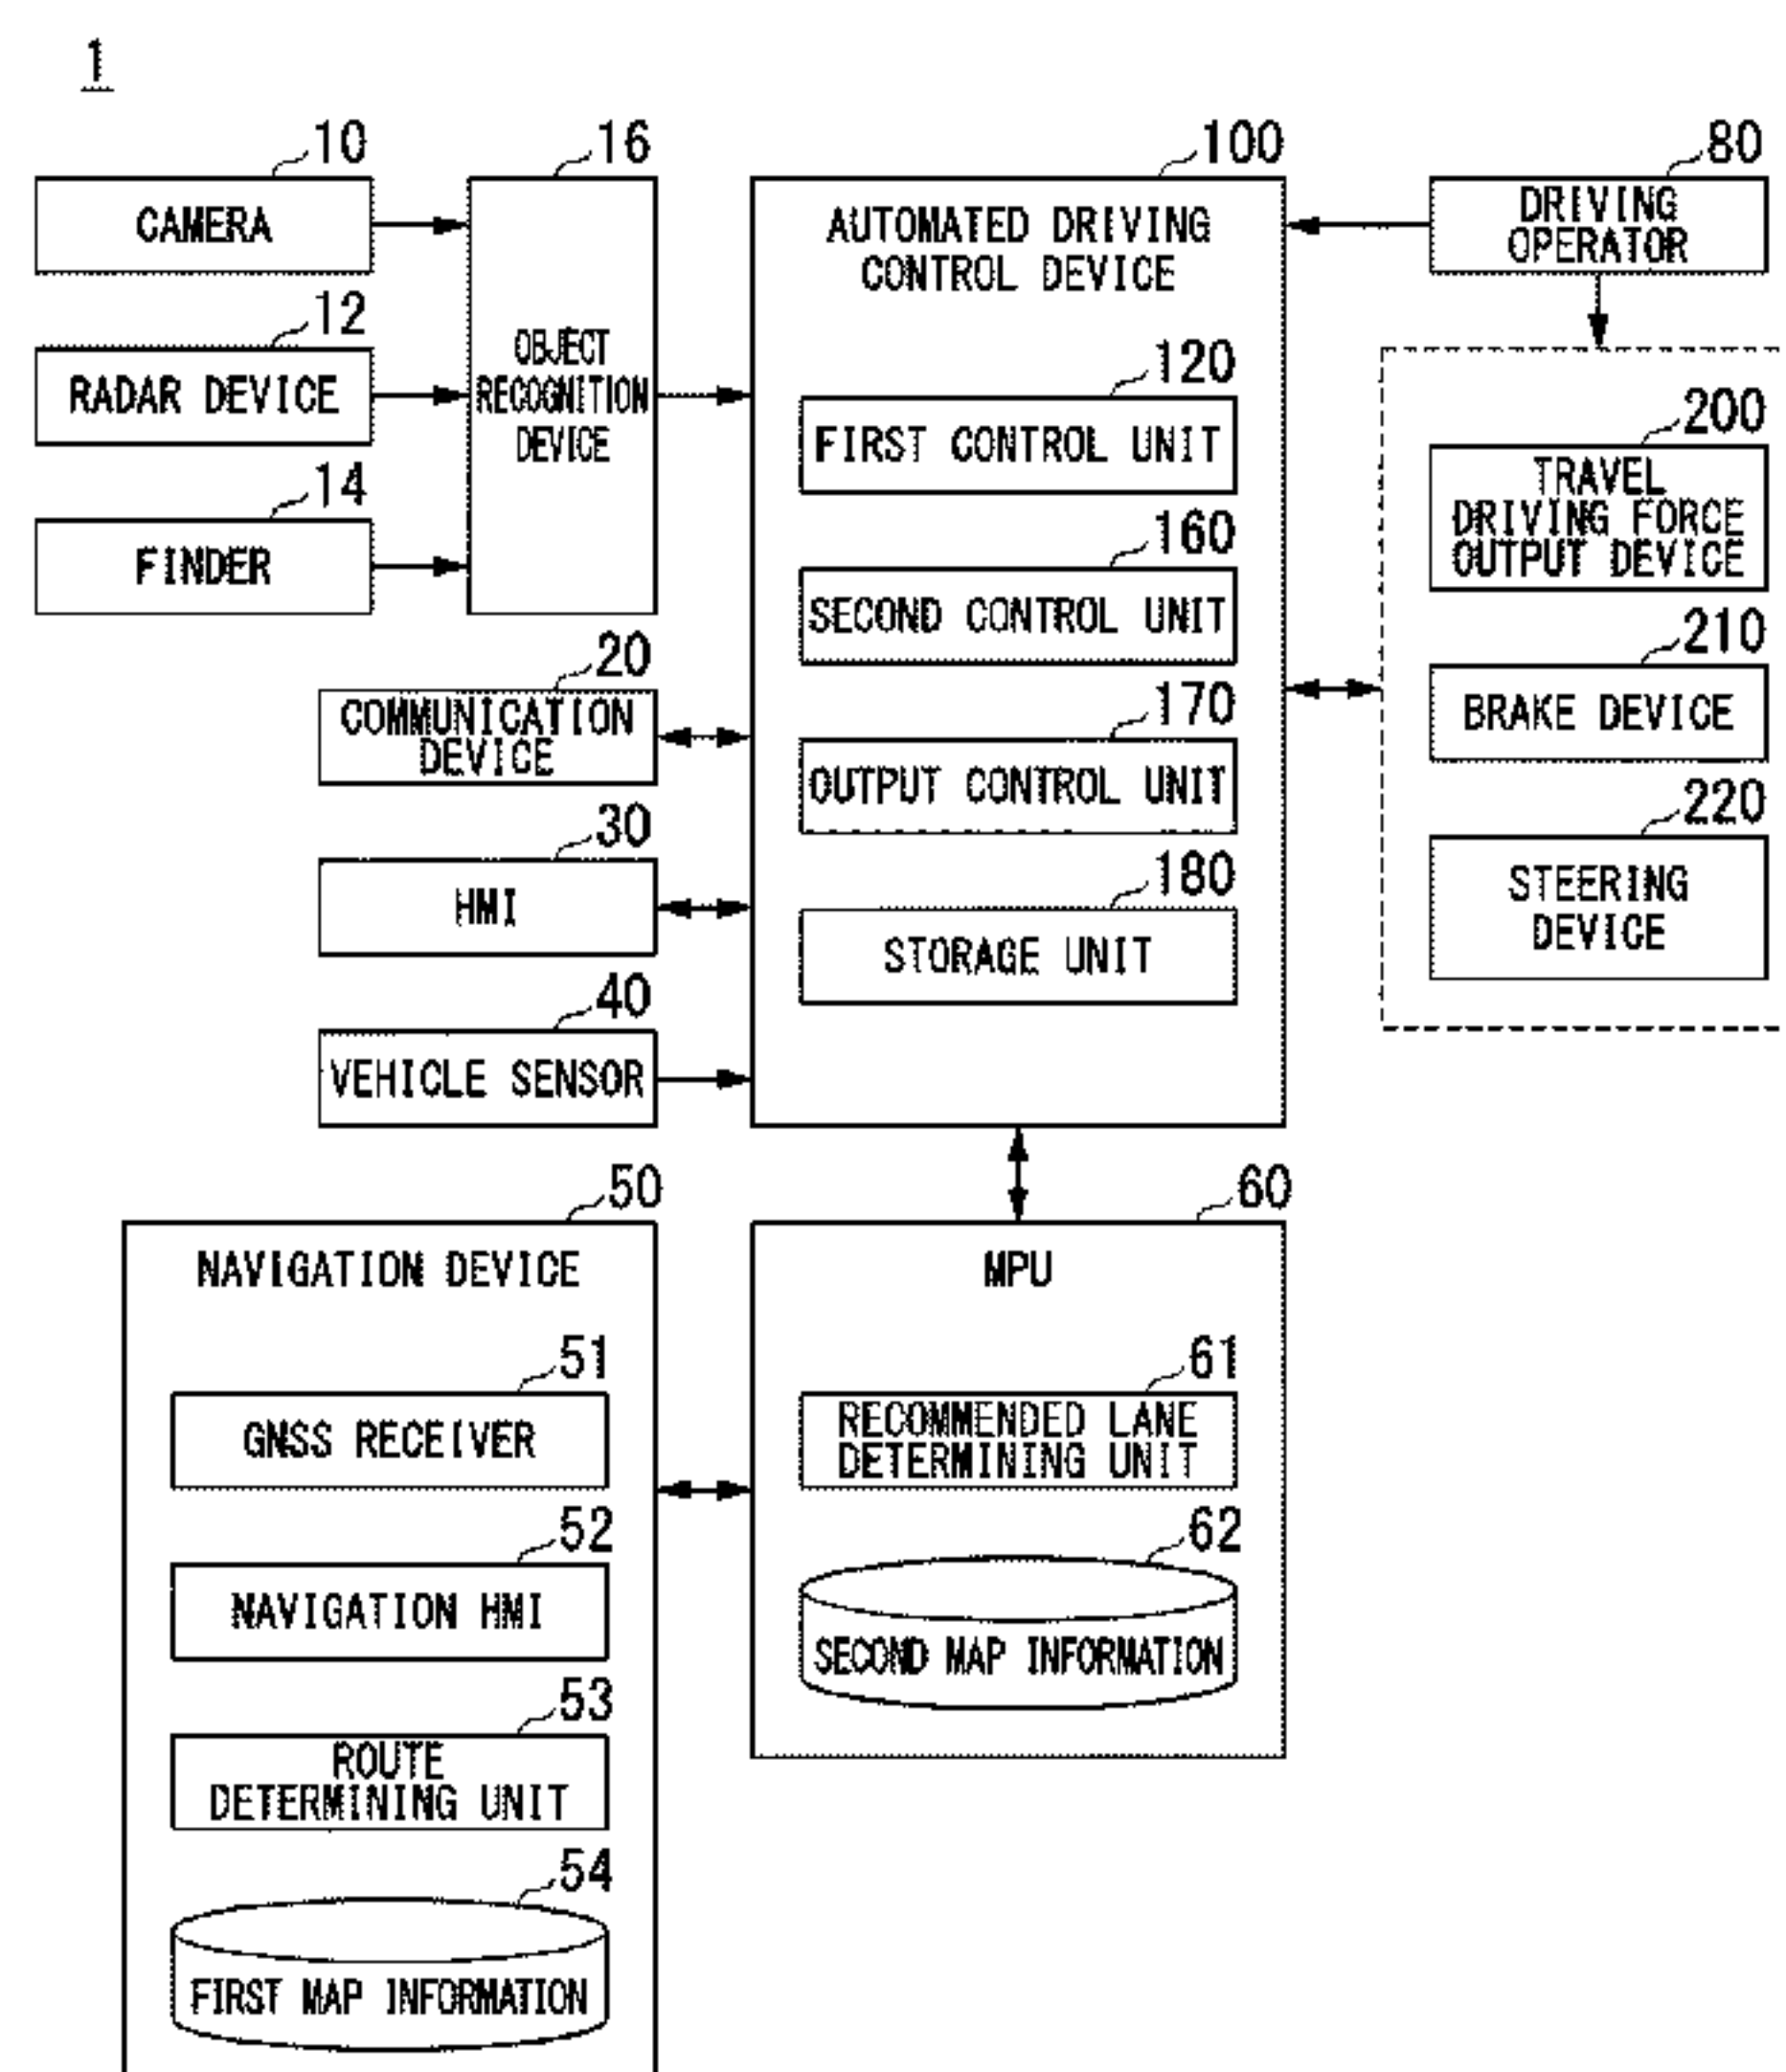 1
10
CAMERA
12
RADAR DEVICE
14
FINDER
16
OBJECT
RECOGNITION
DEVICE
20
COMMUNICATION
DEVICE
30
HMI
40
VEHICLE SENSOR
100
AUTOMATED DRIVING
CONTROL DEVICE
120
FIRST CONTROL UNIT
160
SECOND CONTROL UNIT
170
OUTPUT CONTROL UNIT
180
STORAGE UNIT
80
DRIVING
OPERATOR
200
TRAVEL
DRIVING FORCE
OUTPUT DEVICE
210
BRAKE DEVICE
220
STEERING
DEVICE
50
NAVIGATION DEVICE
51
GNSS RECEIVER
52
NAVIGATION HMI
53
ROUTE
DETERMINING UNIT
54
FIRST MAP INFORMATION
60
MPU
61
RECOMMENDED LANE
DETERMINING UNIT
62
SECOND MAP INFORMATION